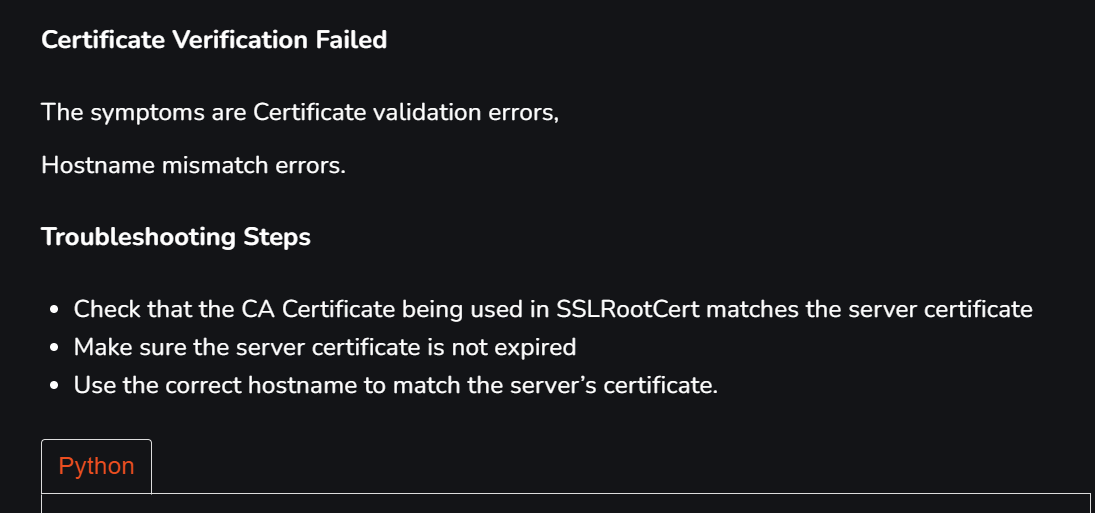 Certificate Verification Failed
The symptoms are Certificate validation errors,
Hostname mismatch errors.
Troubleshooting Steps
• Check that the CA Certificate being used in SSLRootCert matches the server certificate
• Make sure the server certificate is not expired
• Use the correct hostname to match the server’s certificate.
Python